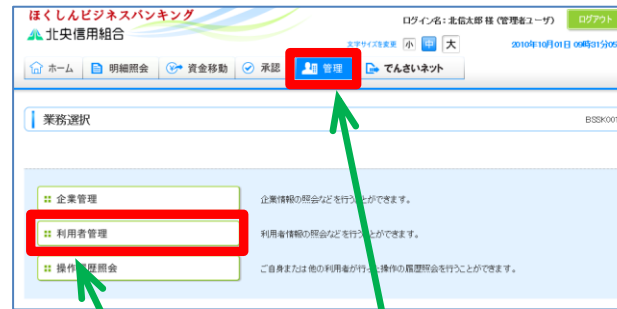 ほくしんビジネスバンキング
北央信用組合
ログイン名：北信太郎 様 (管理者ユーザ)
ログアウト
文字サイズを変更 小 中 大
2010年10月01日 09時31分05
ホーム 明細照会 資金移動 承認 管理 でんさいネット
業務選択
BSSK001
企業管理
企業情報の照会などを行うことができます。
利用者管理
利用者情報の照会などを行うことができます。
操作履歴照会
ご自身または他の利用者が行った操作の履歴照会を行うことができます。